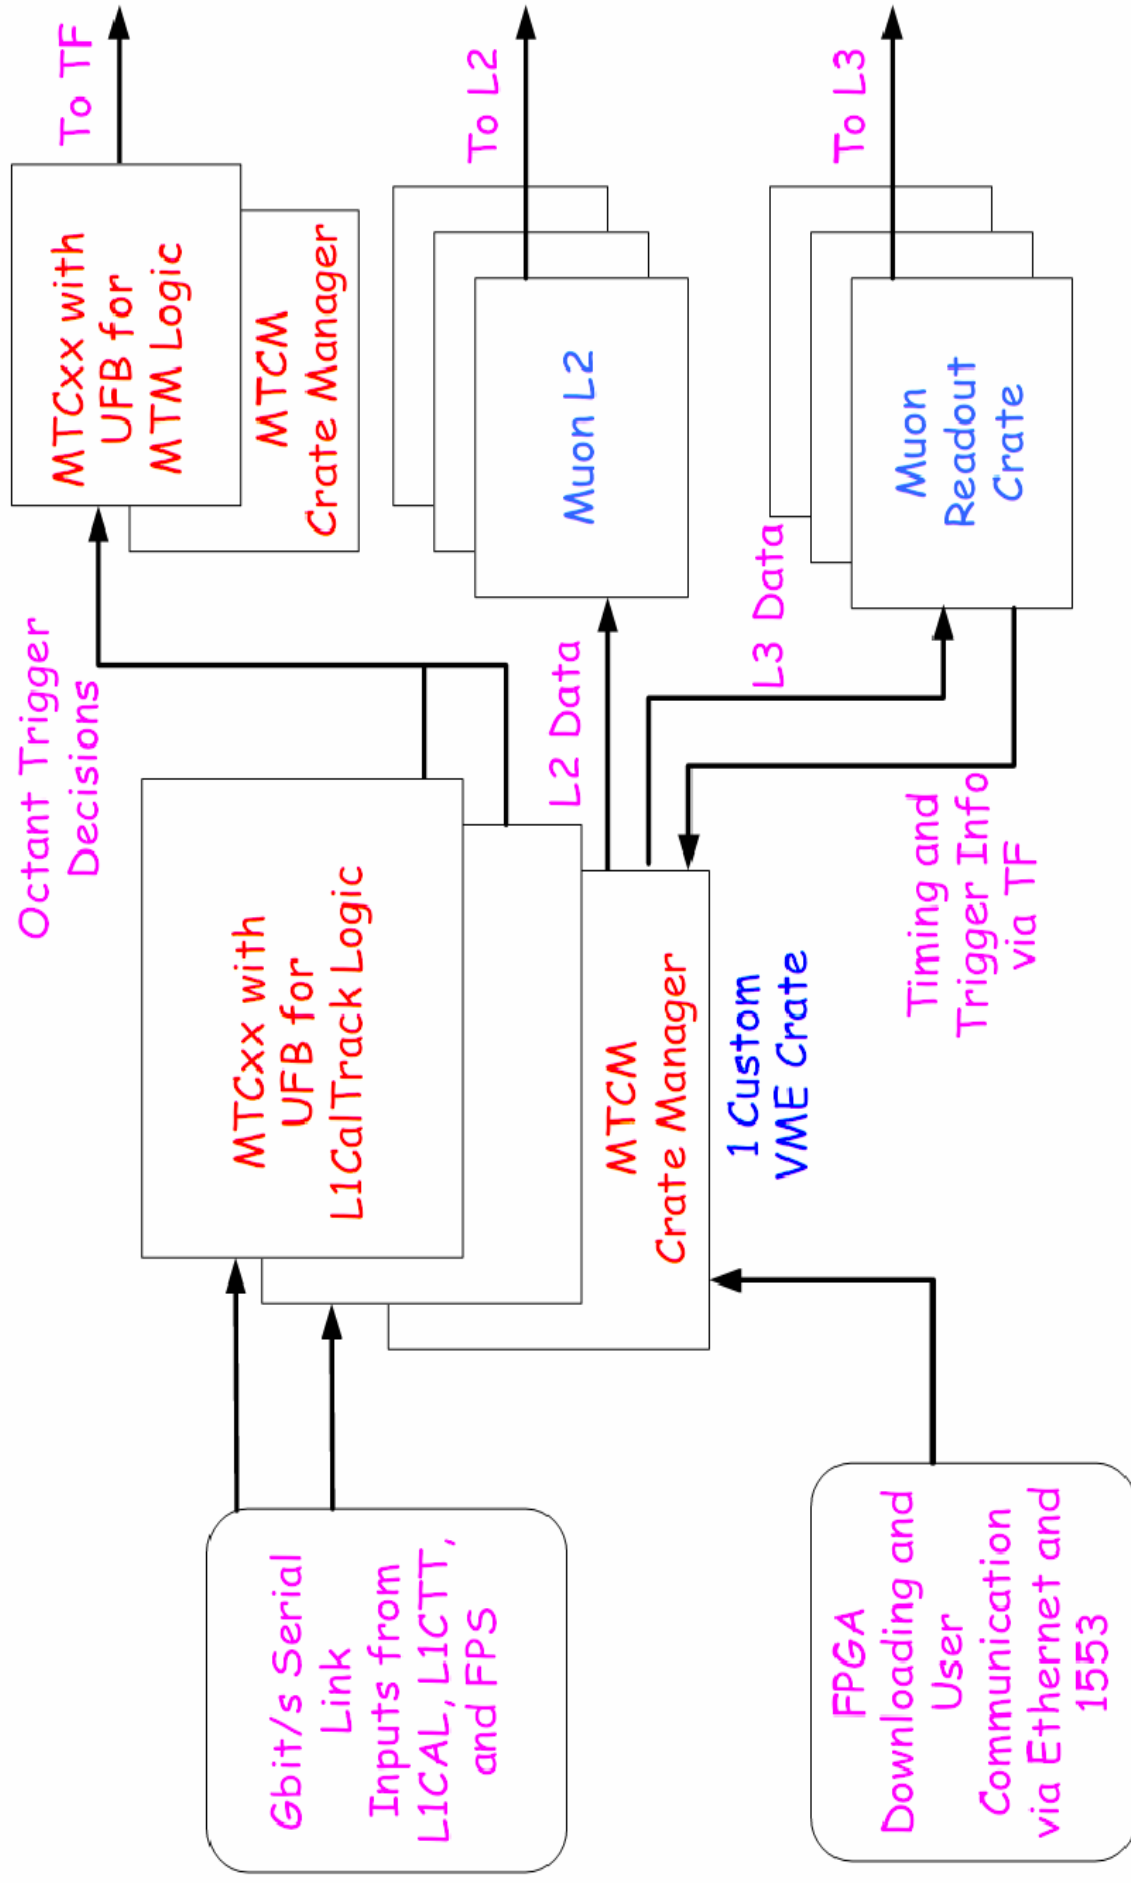 Gbit/s Serial
Link
Inputs from
L1CAL, L1CTT,
and FPS
FPGA
Downloading and
User
Communication
via Ethernet and
1553
MTCxx with
UFB for
L1CalTrack Logic
MTCM
Crate Manager
1 Custom
VME Crate
Octant Trigger
Decisions
L2 Data
L3 Data
Timing and
Trigger Info
via TF
MTCxx with
UFB for
MTM Logic
MTCM
Crate Manager
Muon L2
Muon
Readout
Crate
To TF
To L2
To L3